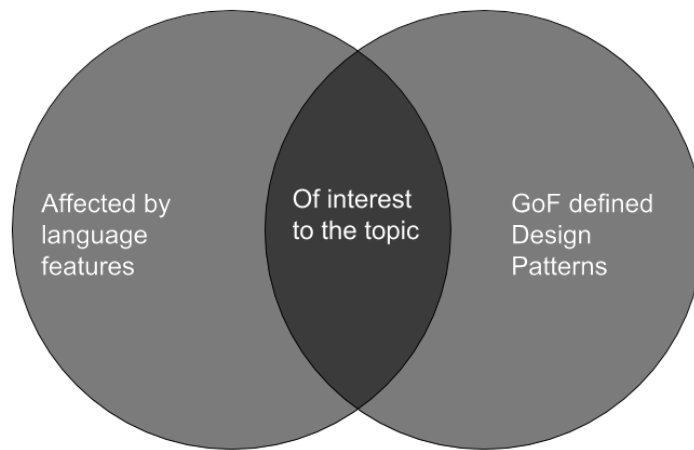 Affected by
language
features
Of interest
to the topic
GoF defined
Design
Patterns